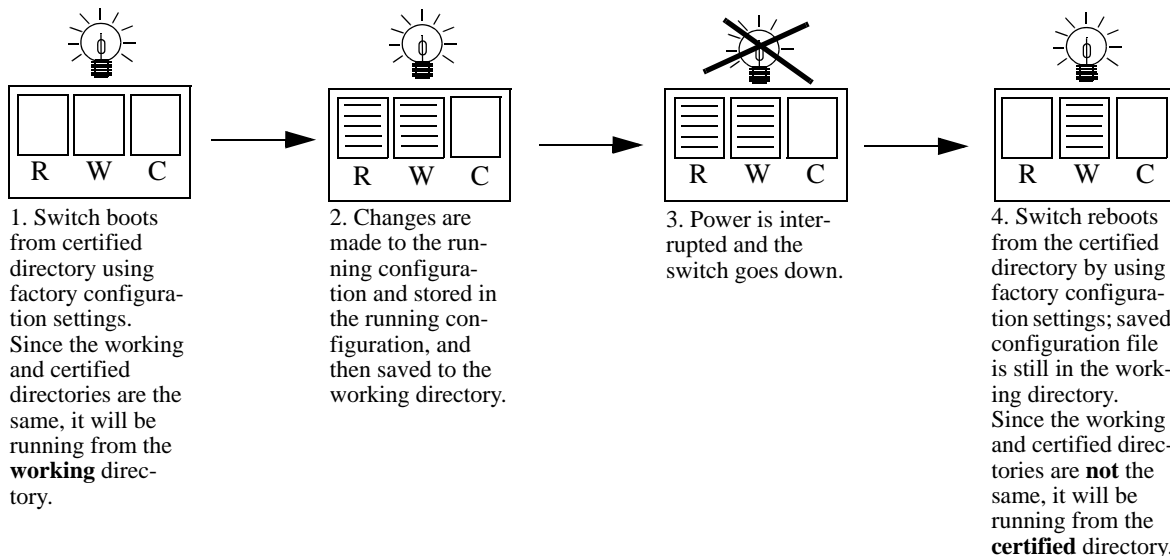 R W C
R W C
R W C
R W C
1. Switch boots
from certified
directory using
factory configura-
tion settings.
Since the working
and certified
directories are the
same, it will be
running from the
working direc-
tory.
2. Changes are
made to the run-
ning configura-
tion and stored in
the running con-
figuration, and
then saved to the
working directory.
3. Power is inter-
rupted and the
switch goes down.
4. Switch reboots
from the certified
directory by using
factory configura-
tion settings; saved
configuration file
is still in the work-
ing directory.
Since the working
and certified direc-
tories are not the
same, it will be
running from the
certified directory.